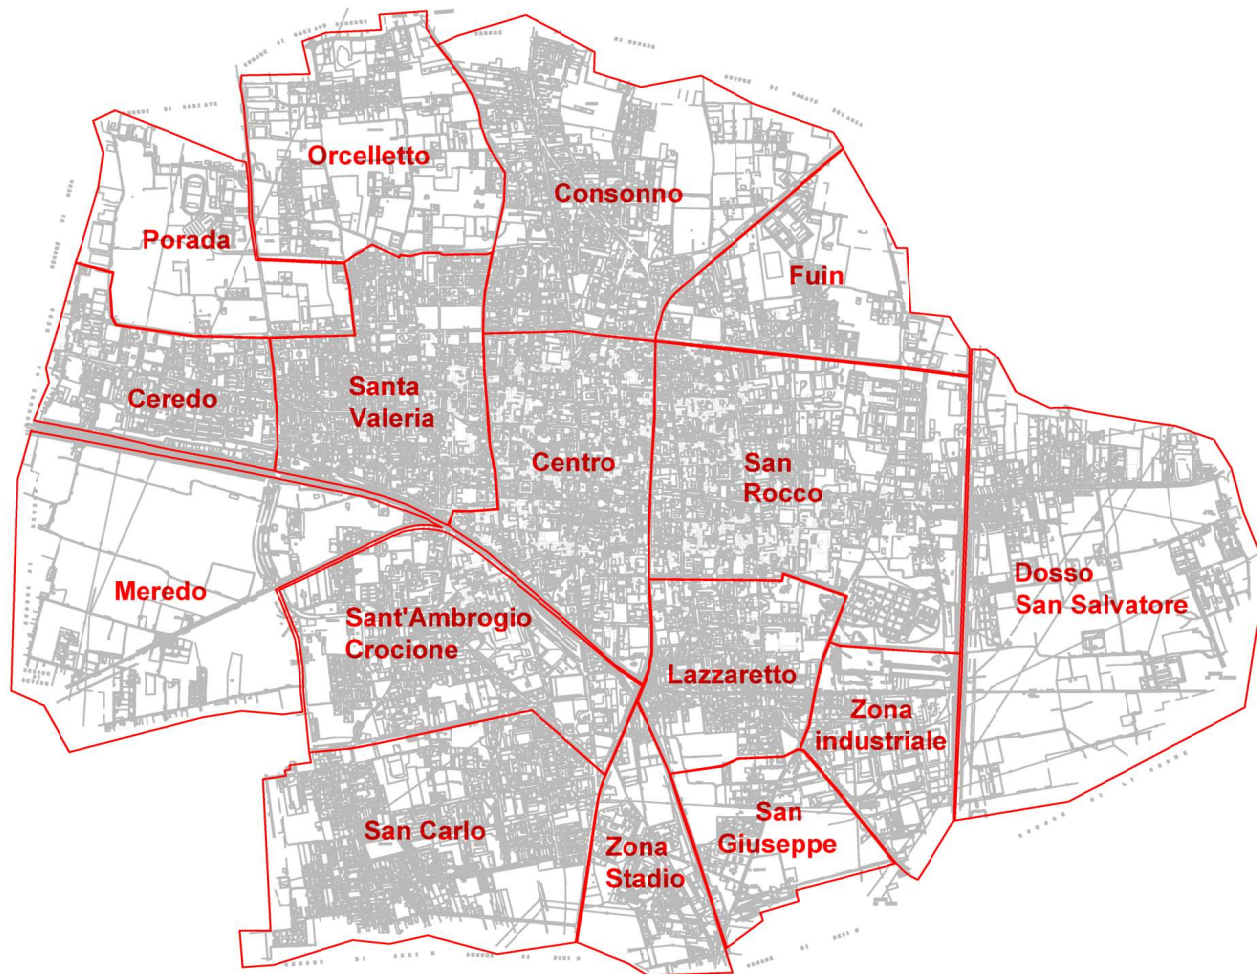 Orcelletto
Consonno
Porada
Fuin
Ceredo
Santa
Valeria
Centro
San
Rocco
Meredo
Sant'Ambrogio
Crocione
Dosso
San Salvatore
Lazzaretto
Zona
industriale
San Carlo
Zona
Stadio
San
Giuseppe